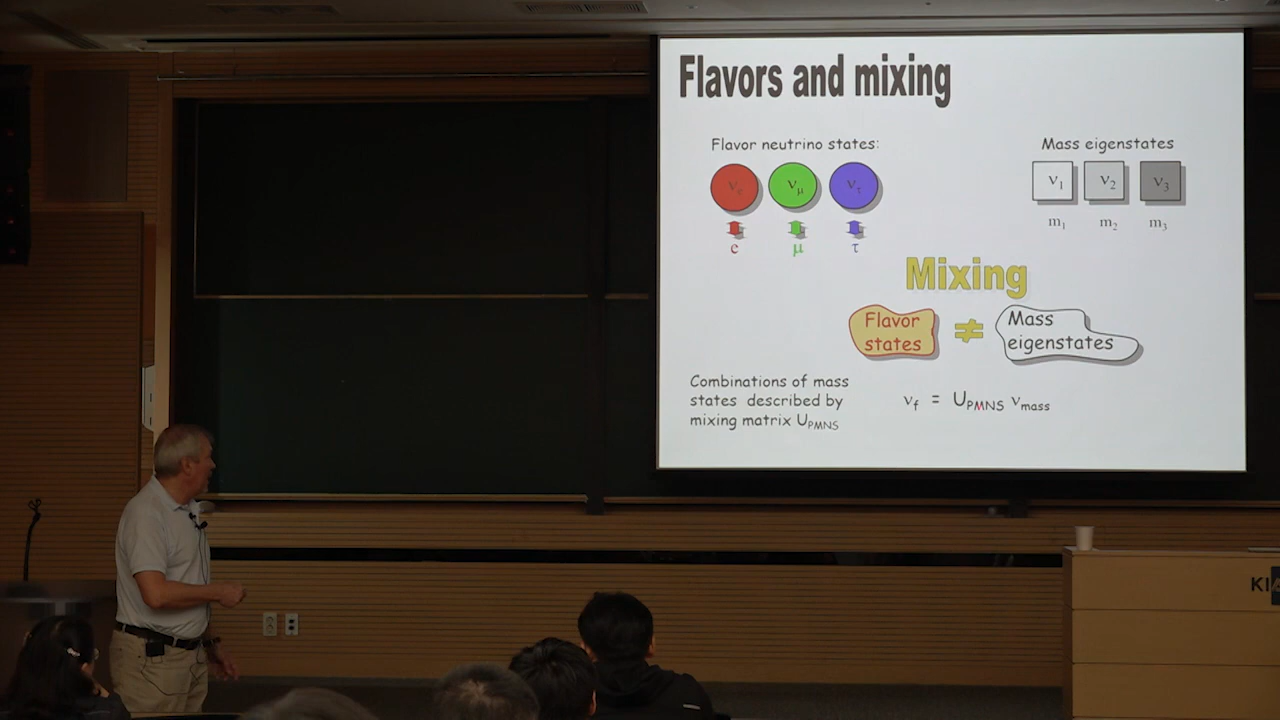 Flavors and mixing
Flavor neutrino states:
Mass eigenstates
νe νμ ντ
ν1 ν2 ν3
m1 m2 m3
e μ τ
Mixing
Flavor
states
≠
Mass
eigenstates
Combinations of mass
states described by
mixing matrix UPMNS
νf = UPMNS νmass